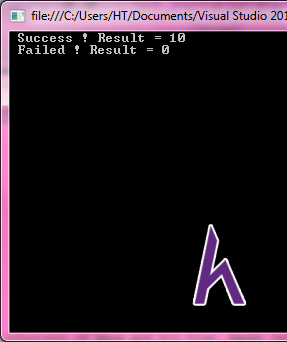 file:///C:/Users/HT/Documents/Visual Studio 201
Success ! Result = 10
Failed ! Result = 0